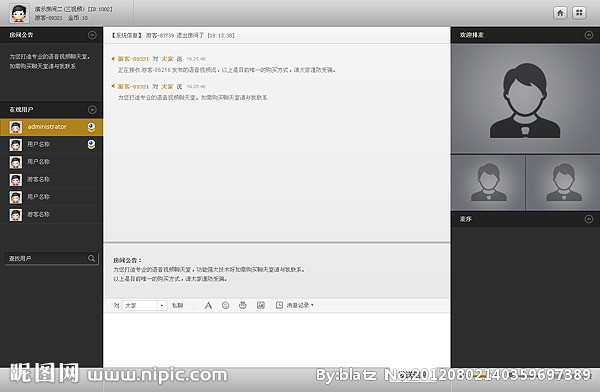 演示房间二(三视频) [ID:1002]
游客-89321 金币:10
房间公告
为您打造专业的语音视频聊天室,
如需购买聊天室请与我联系
在线用户
administrator
用户名称
用户名称
游客名称
用户名称
游客名称
查找用户
【系统信息】 游客-83739 退出房间了 [18:13:38]
游客-89321 对 大家 说 19:25:48
正在接收 游客-86216 发布的语音视频流, 以上是目前唯一的购买方式, 请大家谨防受骗。
游客-89321 对 大家 说 19:25:48
为您打造专业的语音视频聊天室, 如需购买聊天室请与我联系
房间公告:
为您打造专业的语音视频聊天室, 功能强大技术好如需购买聊天室请与我联系。
以上是目前唯一的购买方式, 请大家谨防受骗。
对 大家 私聊 消息记录
欢迎排麦
麦序
昵图网 www.nipic.com
By:blatz No:20120802140359697389